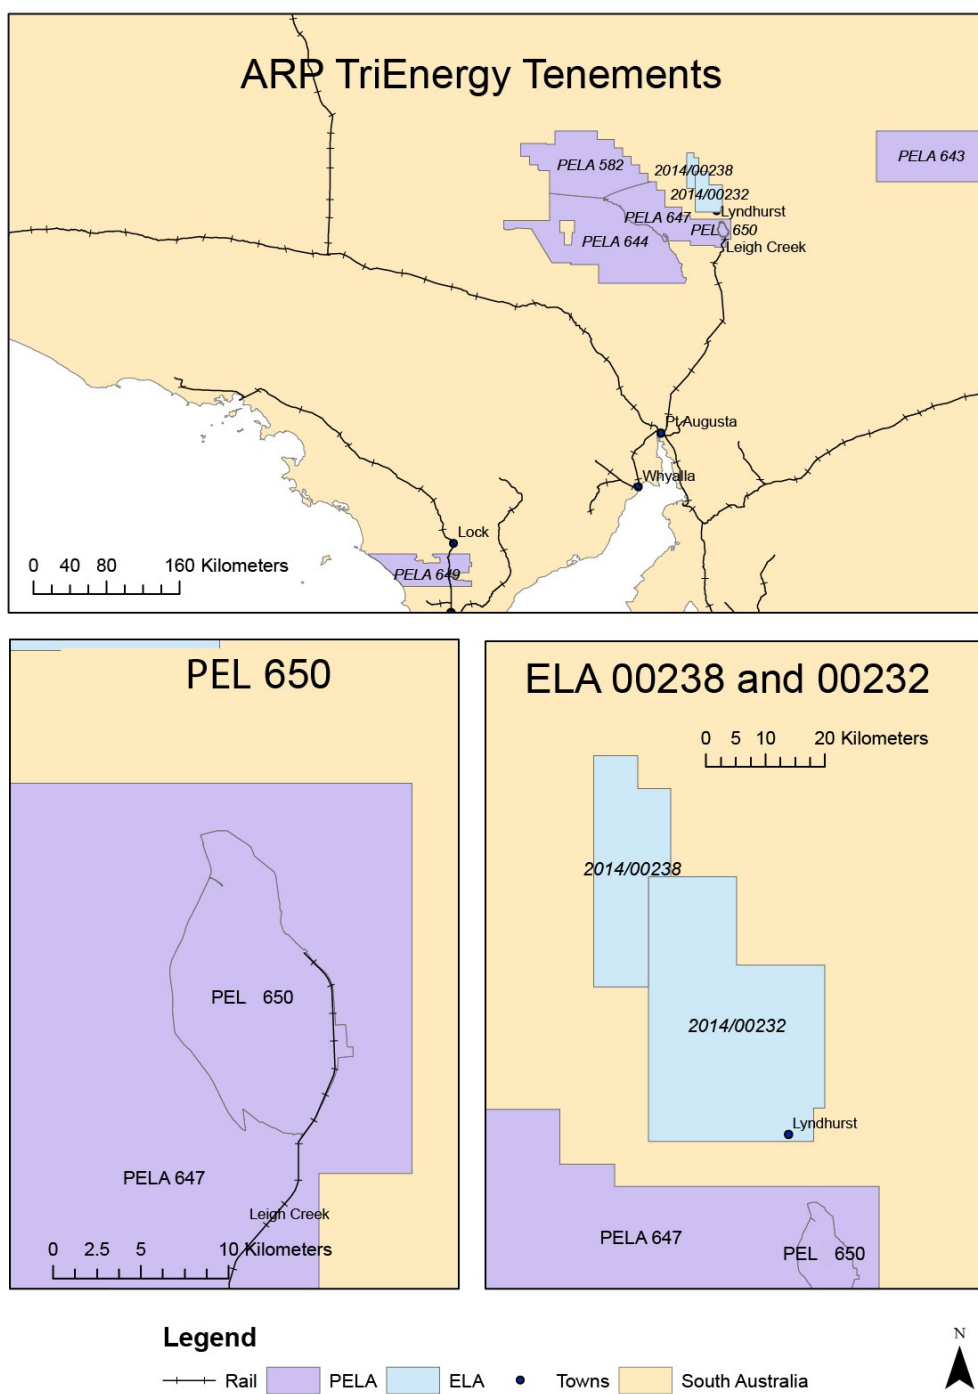 ARP TriEnergy Tenements
PELA 582
2014/00238
2014/00232
PELA 643
Lyndhurst
PELA 647
PEL 650
PELA 644
Leigh Creek
Pt Augusta
Whyalla
Lock
PELA 649
0 40 80 160 Kilometers
PEL 650
PEL 650
PELA 647
Leigh Creek
0 2.5 5 10 Kilometers
ELA 00238 and 00232
0 5 10 20 Kilometers
2014/00238
2014/00232
Lyndhurst
PELA 647
PEL 650
Legend
N
Rail PELA ELA Towns South Australia